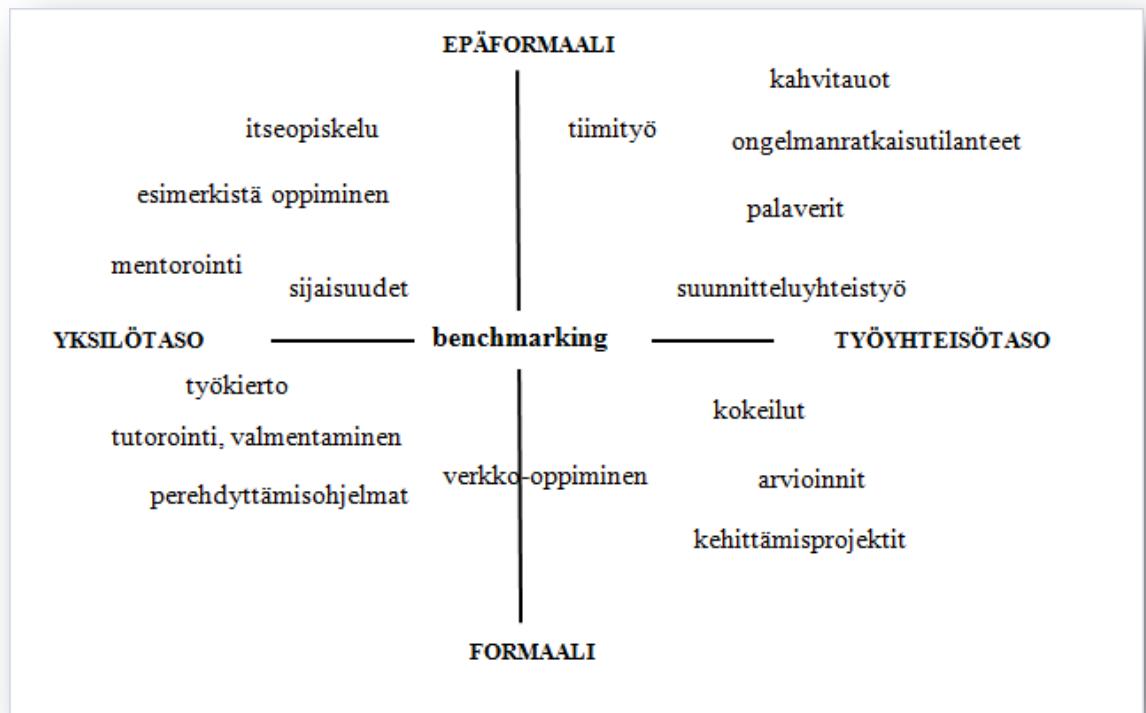 EPÄFORMAALI
kahvitauot
itseopiskelu
tiimityö
ongelmanratkaisutilanteet
esimerkistä oppiminen
palaverit
mentorointi
sijaisuudet
suunnitteluyhteistyö
YKSILÖTASO
benchmarking
TYÖYHTEISÖTASO
työkierto
kokeilut
tutorointi, valmentaminen
verkko-oppiminen
arvioinnit
perehdyttämisohjelmat
kehittämisprojektit
FORMAALI